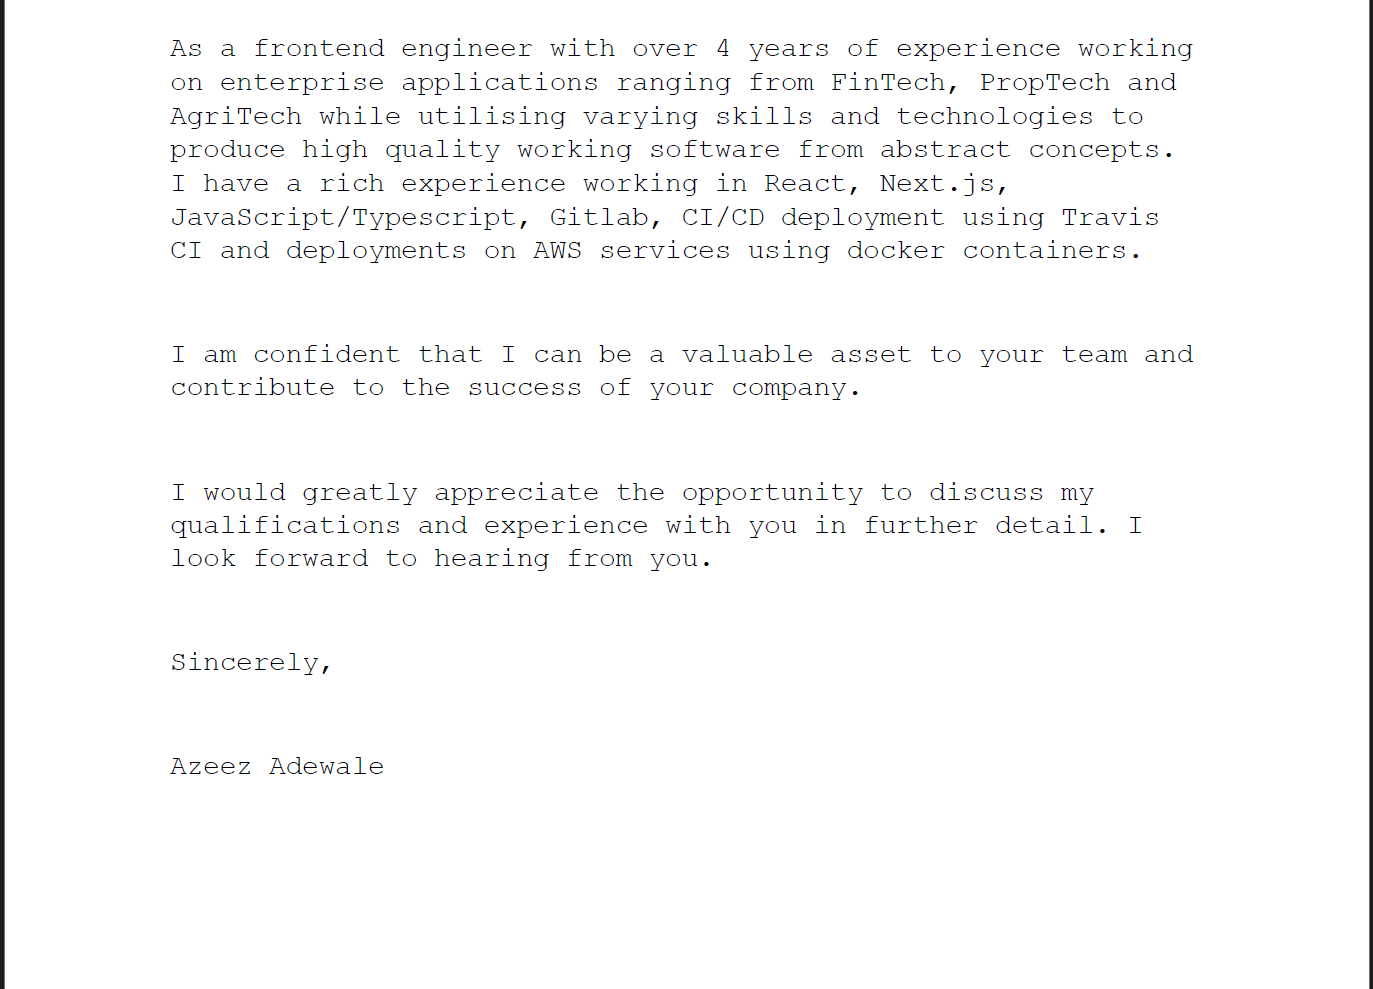 As a frontend engineer with over 4 years of experience working
on enterprise applications ranging from FinTech, PropTech and
AgriTech while utilising varying skills and technologies to
produce high quality working software from abstract concepts.
I have a rich experience working in React, Next.js,
JavaScript/Typescript, Gitlab, CI/CD deployment using Travis
CI and deployments on AWS services using docker containers.
I am confident that I can be a valuable asset to your team and
contribute to the success of your company.
I would greatly appreciate the opportunity to discuss my
qualifications and experience with you in further detail. I
look forward to hearing from you.
Sincerely,
Azeez Adewale